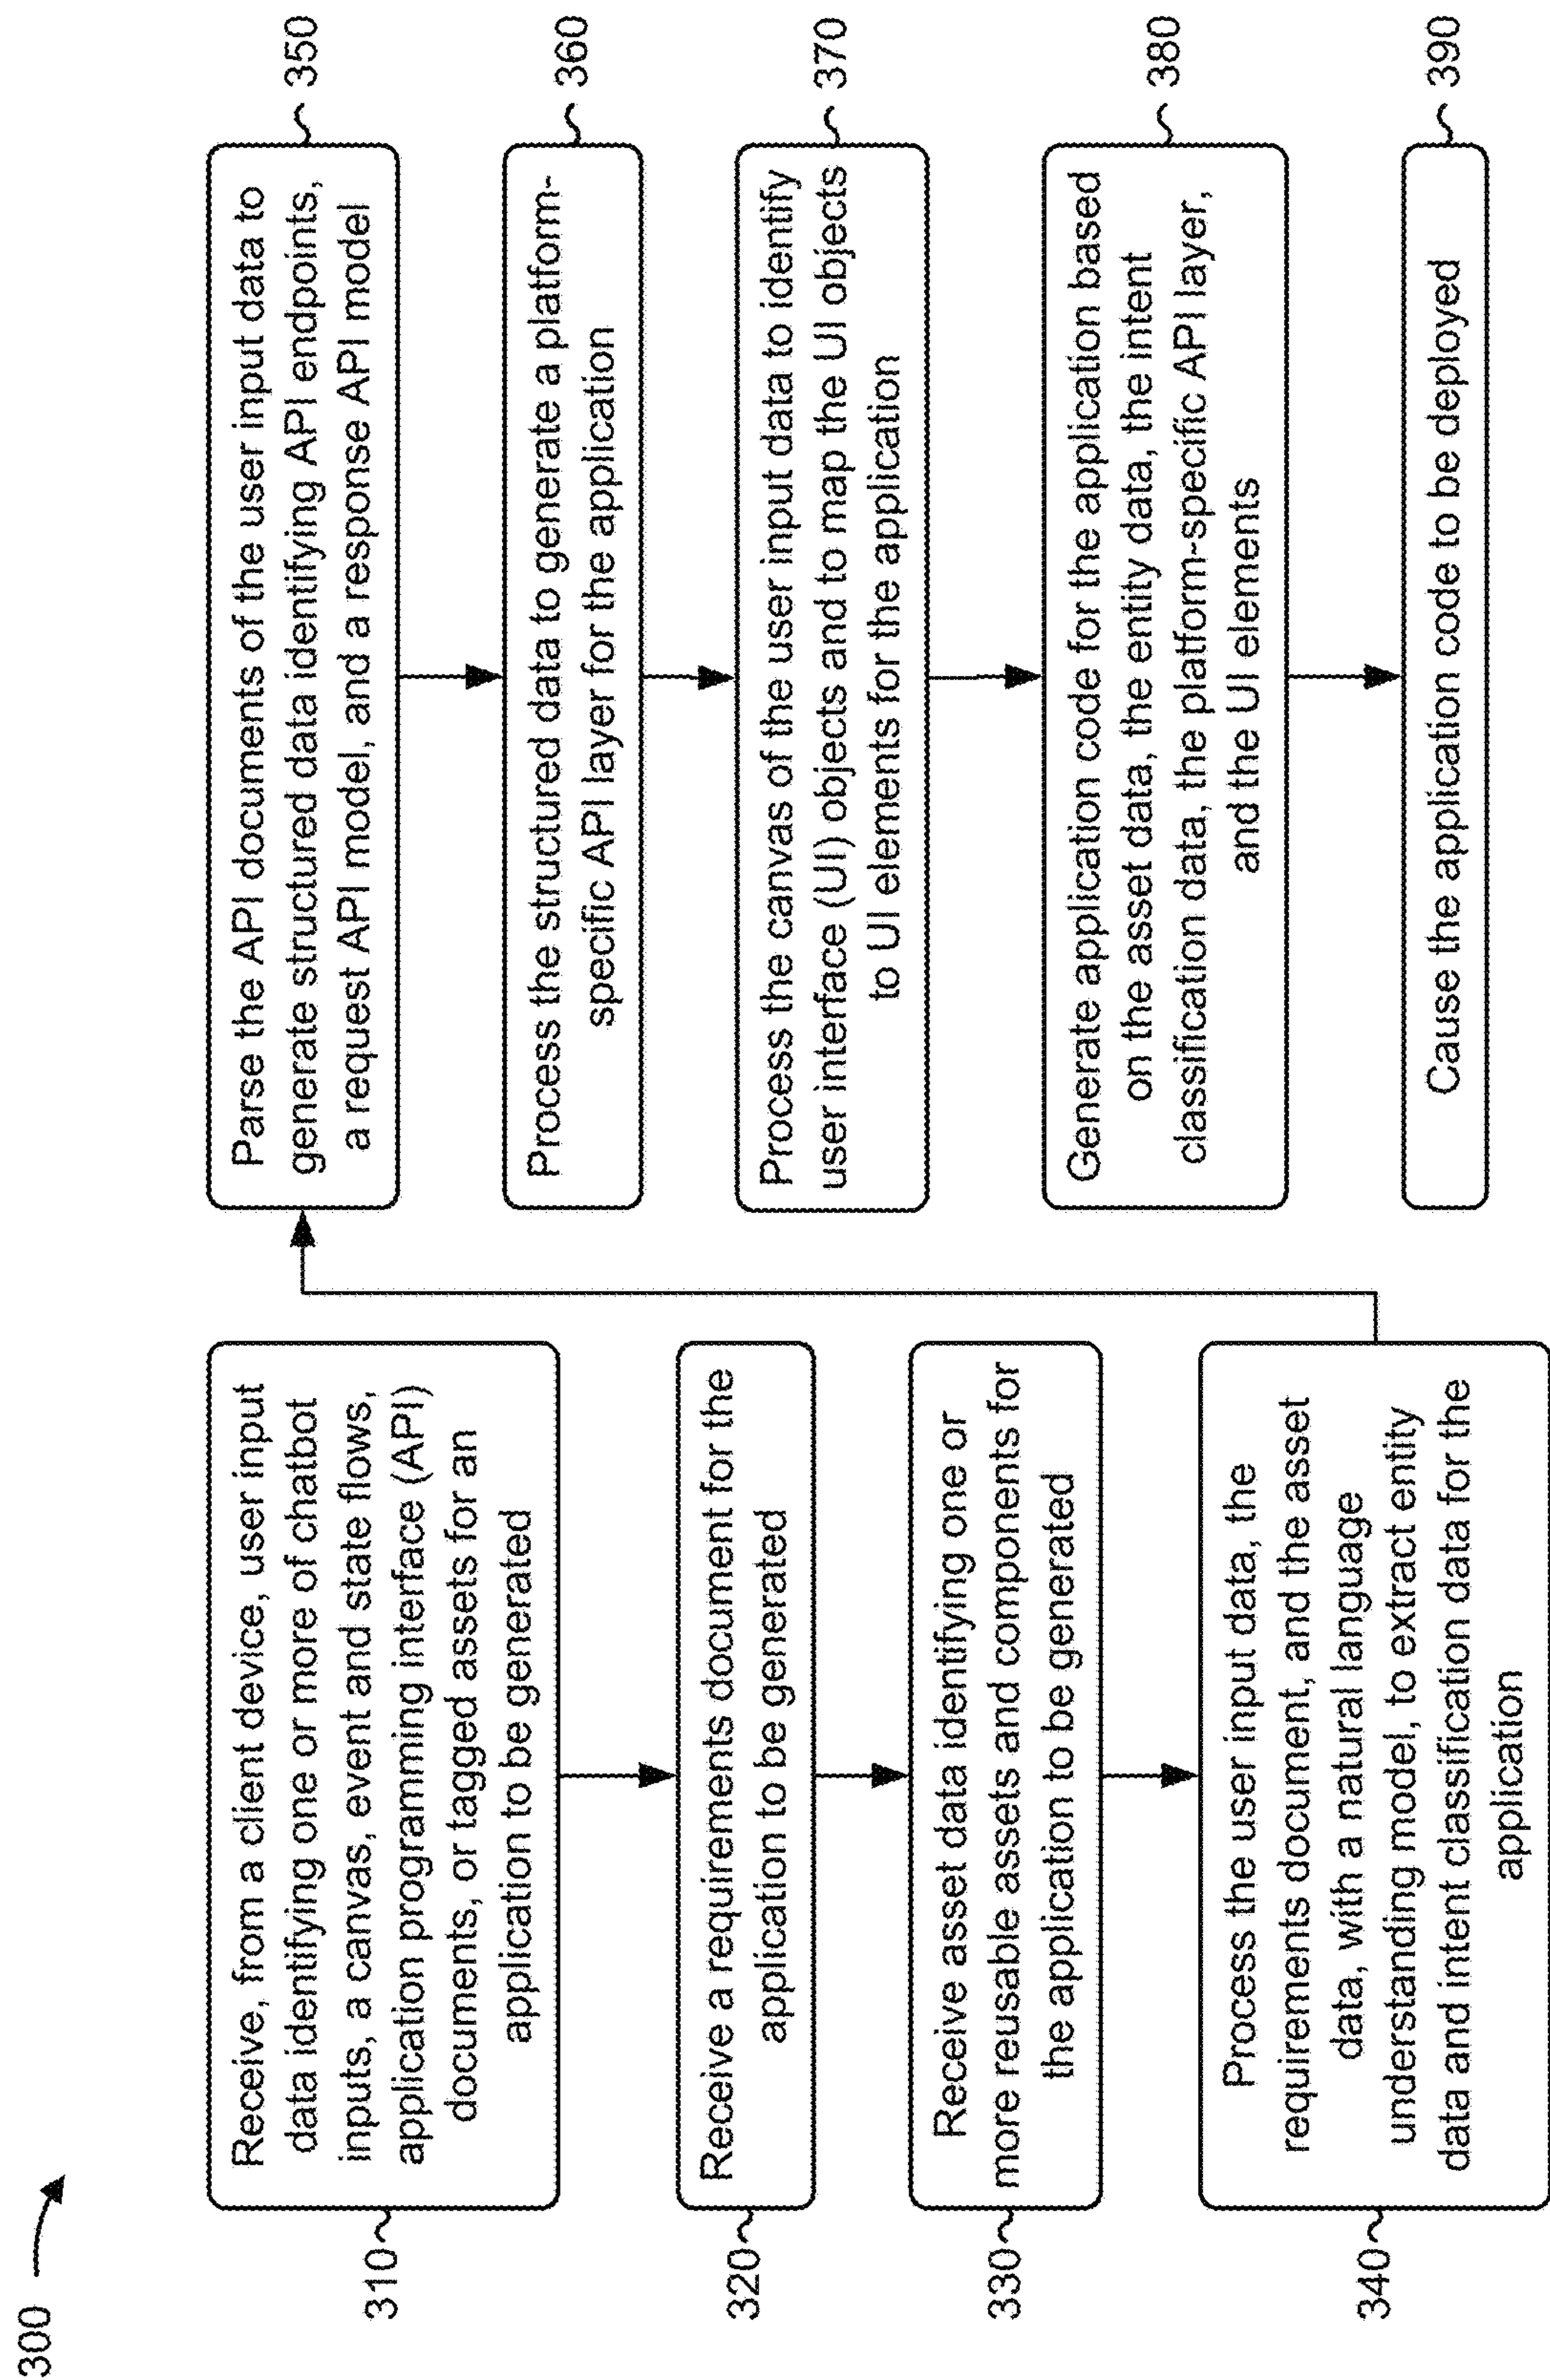 300
310
Receive, from a client device, user input
data identifying one or more of chatbot
inputs, a canvas, event and state flows,
application programming interface (API)
documents, or tagged assets for an
application to be generated
320
Receive a requirements document for the
application to be generated
330
Receive asset data identifying one or
more reusable assets and components for
the application to be generated
340
Process the user input data, the
requirements document, and the asset
data, with a natural language
understanding model, to extract entity
data and intent classification data for the
application
Parse the API documents of the user input data to
generate structured data identifying API endpoints,
a request API model, and a response API model
350
Process the structured data to generate a platform-
specific API layer for the application
360
Process the canvas of the user input data to identify
user interface (UI) objects and to map the UI objects
to UI elements for the application
370
Generate application code for the application based
on the asset data, the entity data, the intent
classification data, the platform-specific API layer,
and the UI elements
380
Cause the application code to be deployed
390